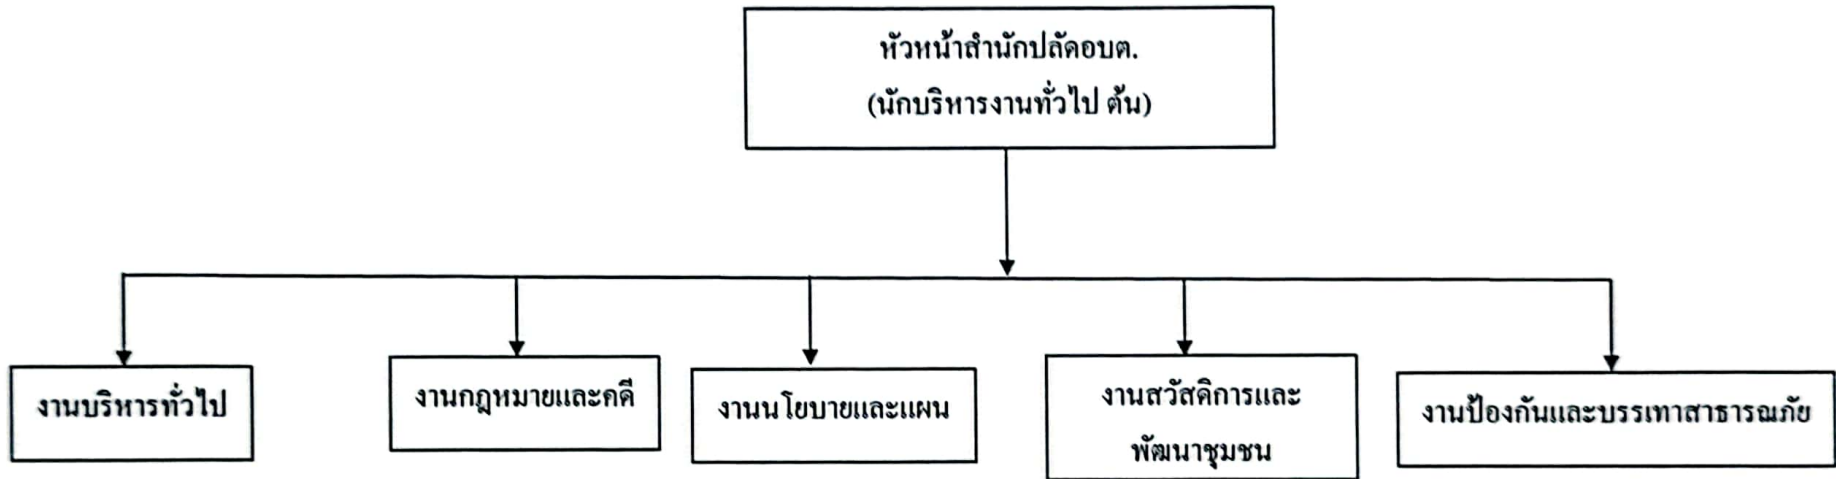 หัวหน้าสำนักปลัดอบต.
(นักบริหารงานทั่วไป ต้น)
งานบริหารทั่วไป
งานกฎหมายและคดี
งานนโยบายและแผน
งานสวัสดิการและ
พัฒนาชุมชน
งานป้องกันและบรรเทาสาธารณภัย